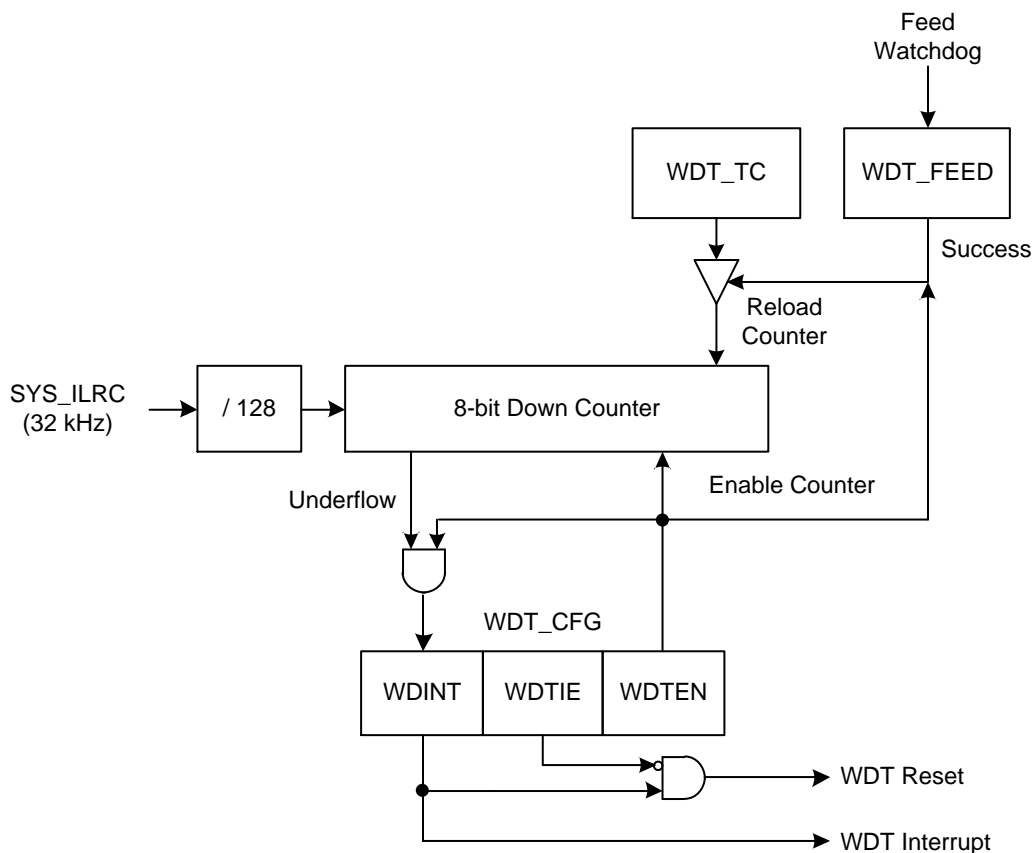 Feed
Watchdog
WDT_TC
WDT_FEED
Success
Reload
Counter
SYS_ILRC
(32 kHz)
/ 128
8-bit Down Counter
Underflow
Enable Counter
WDT_CFG
WDINT
WDTIE
WDTEN
WDT Reset
WDT Interrupt